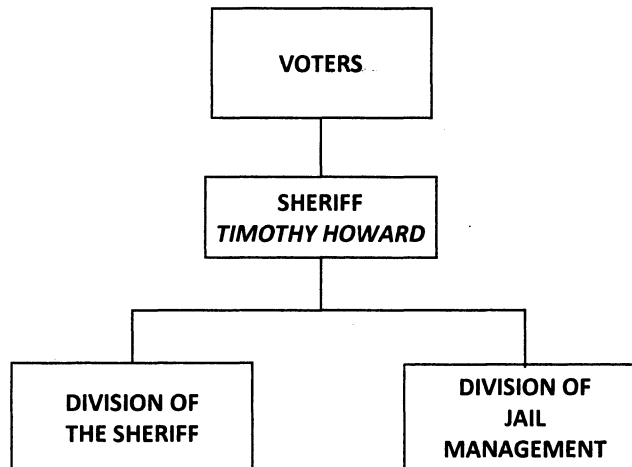 VOTERS
SHERIFF
TIMOTHY HOWARD
DIVISION OF
THE SHERIFF
DIVISION OF
JAIL
MANAGEMENT